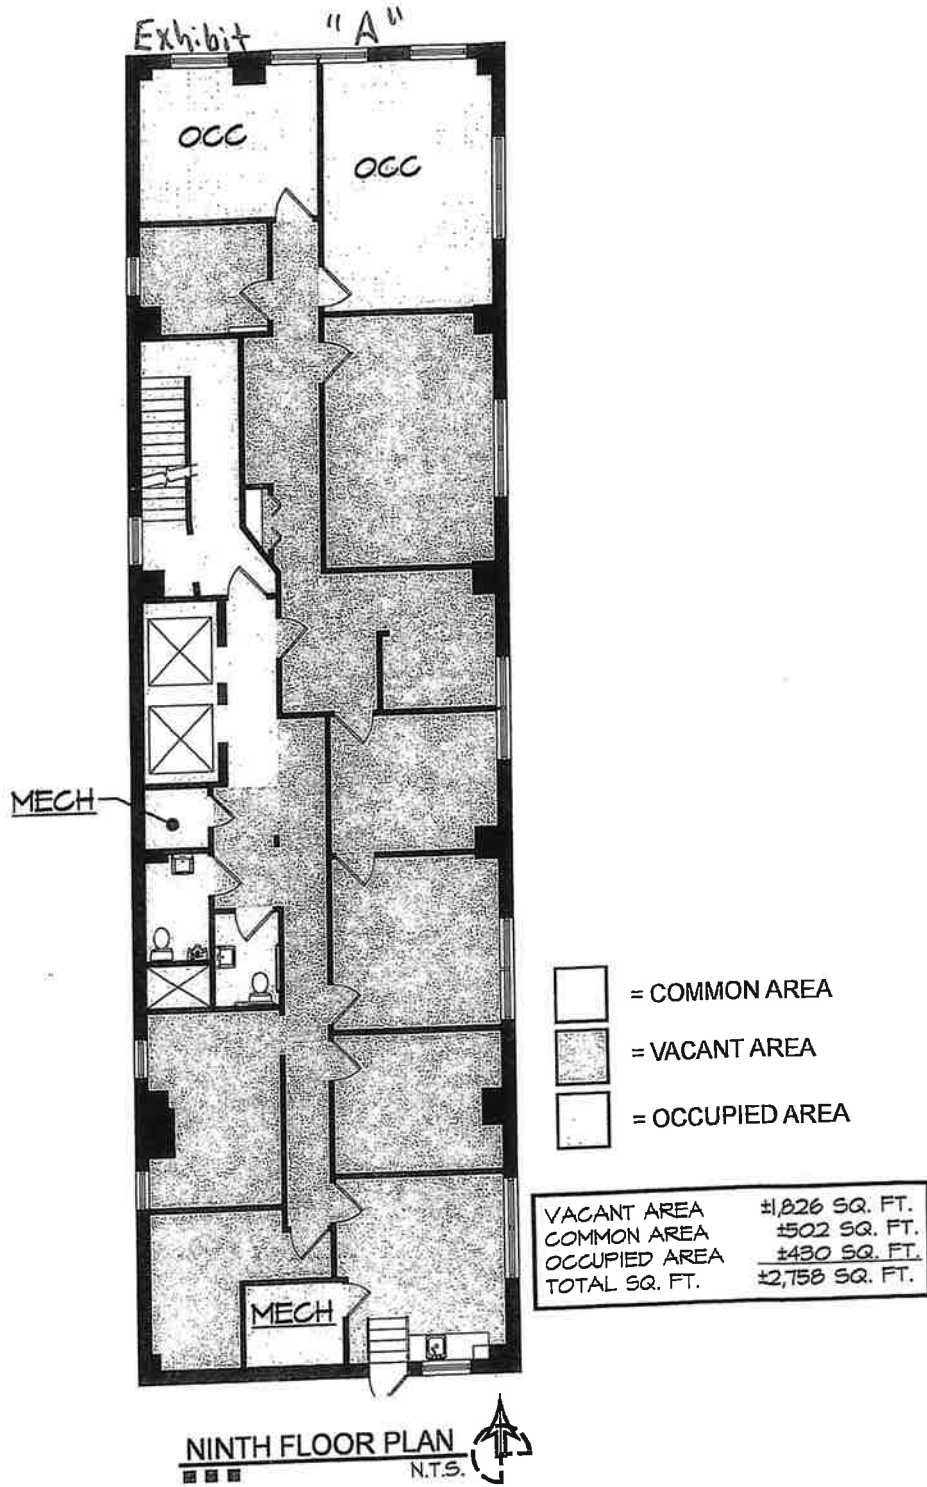 Exhibit "A"
OCC
OCC
MECH
= COMMON AREA
= VACANT AREA
= OCCUPIED AREA
VACANT AREA ±1,826 SQ. FT.
COMMON AREA ±502 SQ. FT.
OCCUPIED AREA ±430 SQ. FT.
TOTAL SQ. FT. ±2,758 SQ. FT.
MECH
NINTH FLOOR PLAN
N.T.S.